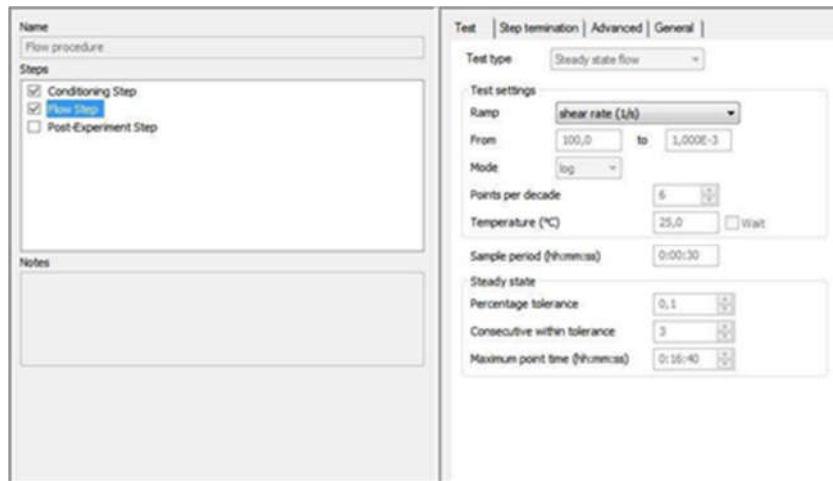 Name
Flow procedure
Steps
Conditioning Step
Flow Step
Post-Experiment Step
Notes
Test Step termination Advanced General
Test type Steady state flow
Test settings
Ramp shear rate (1/s)
From 100,0 to 1,000E-3
Mode log
Points per decade 6
Temperature (°C) 25,0 Wait
Sample period (hh:mm:ss) 0:00:30
Steady state
Percentage tolerance 0,1
Consecutive within tolerance 3
Maximum point time (hh:mm:ss) 0:16:40